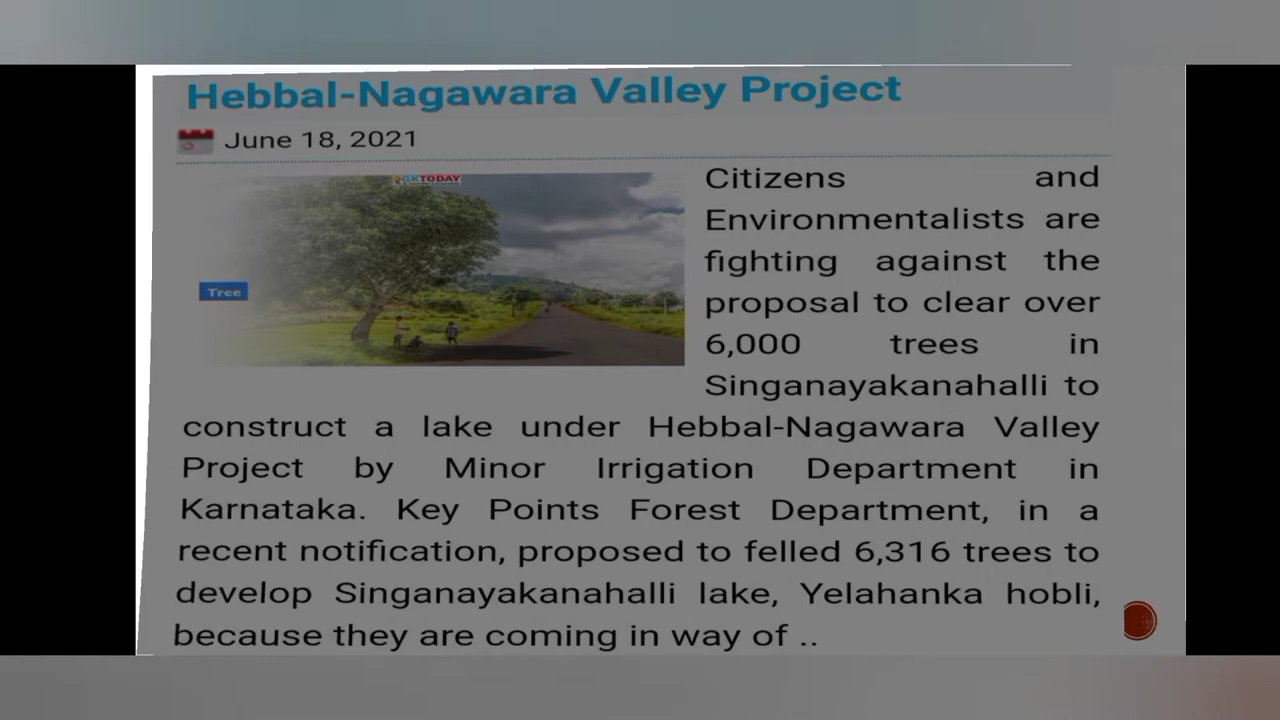 Hebbal-Nagawara Valley Project
June 18, 2021
GKTODAY
Tree
Citizens and
Environmentalists are
fighting against the
proposal to clear over
6,000 trees in
Singanayakanahalli to
construct a lake under Hebbal-Nagawara Valley
Project by Minor Irrigation Department in
Karnataka. Key Points Forest Department, in a
recent notification, proposed to felled 6,316 trees to
develop Singanayakanahalli lake, Yelahanka hobli,
because they are coming in way of ..